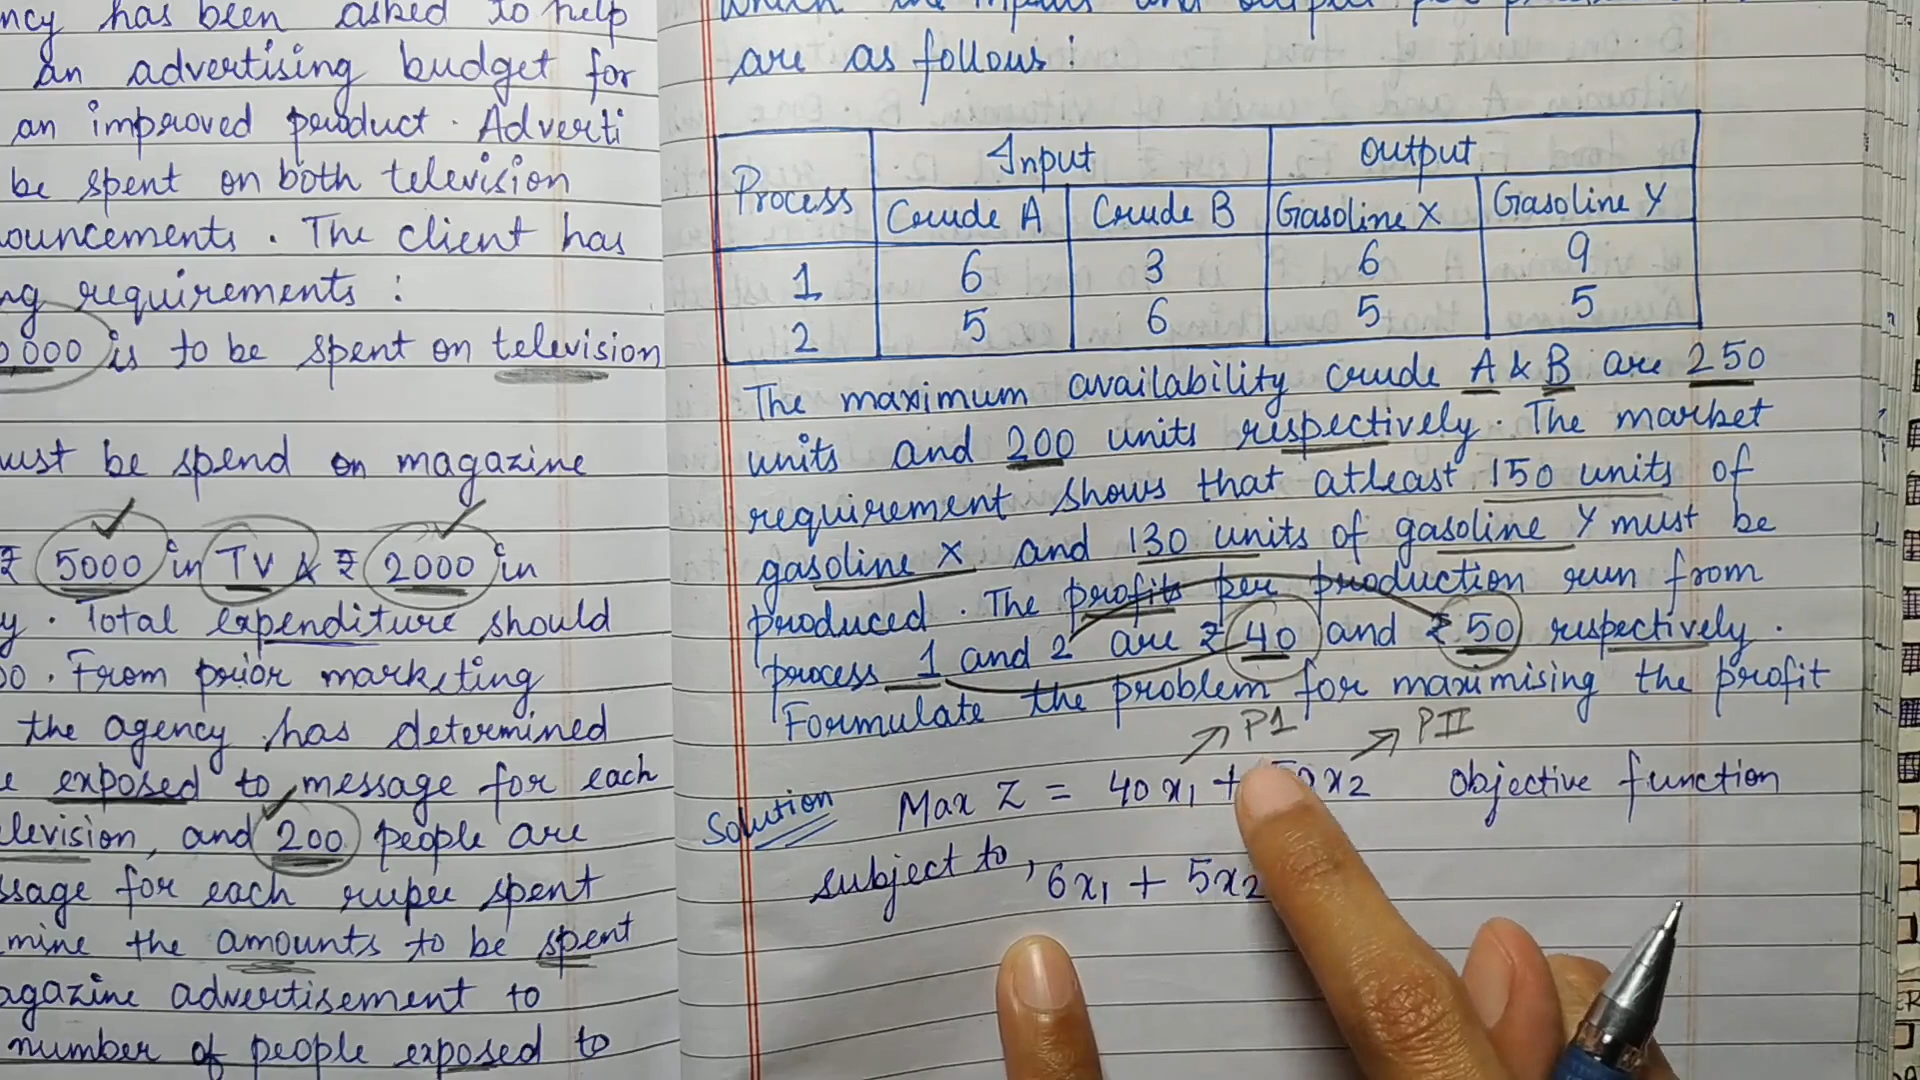 ncy has been asked to help
an advertising budget for
an improved product. Adverti
be spent on both television
ouncements. The client has
ng requirements :
0,000 is to be spent on television
ust be spend on magazine
₹ 5000 in TV & ₹ 2000 in
y. Total expenditure should
00. From prior marketing
the agency has determined
e exposed to message for each
levision, and 200 people are
ssage for each rupee spent
mine the amounts to be spent
agazine advertisement to
number of people exposed to
are as follows :
Process Input Output
Crude A Crude B Gasoline X Gasoline Y
1 6 3 6 9
2 5 6 5 5
The maximum availability crude A & B are 250
units and 200 units respectively. The market
requirement shows that atleast 150 units of
gasoline X and 130 units of gasoline Y must be
produced. The profits per production run from
process 1 and 2 are ₹ 40 and ₹ 50 respectively.
Formulate the problem for maximising the profit
P1 PII
Solution Max Z = 40x₁ + 50x₂ Objective function
subject to, 6x₁ + 5x₂